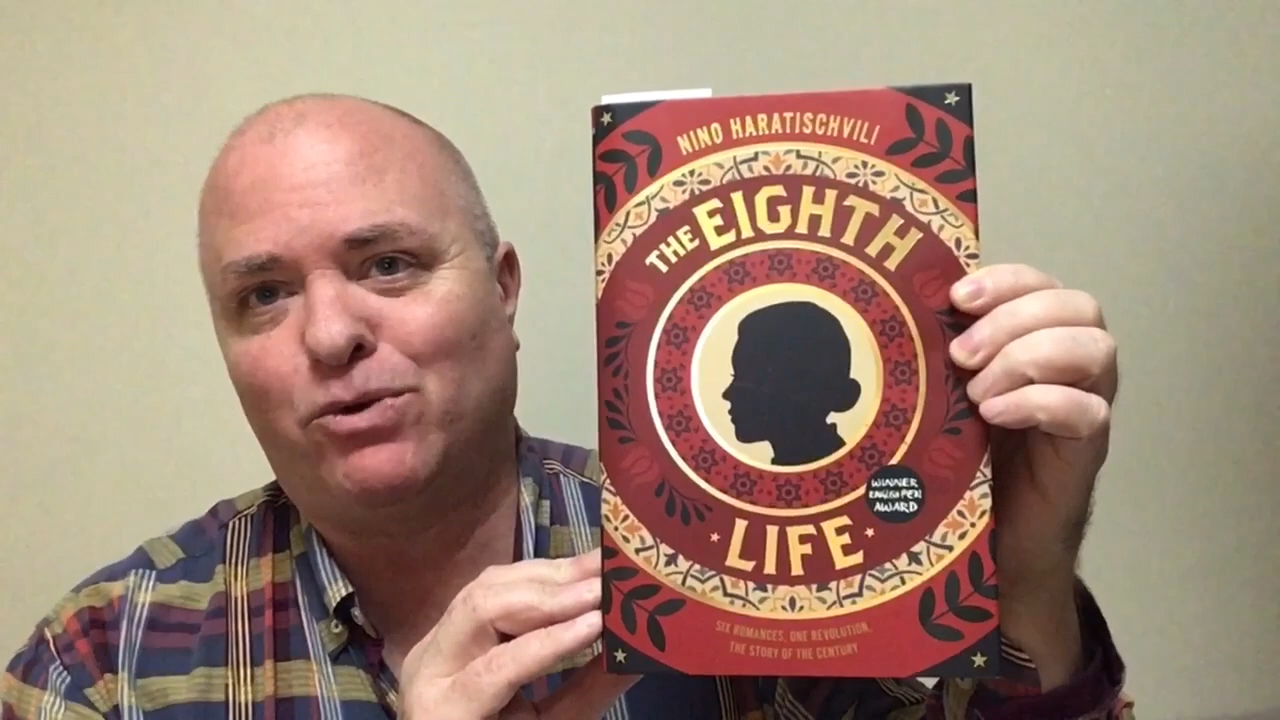 NINO HARATISCHVILI
THE EIGHTH
LIFE
WINNER
ENGLISH PEN
AWARD
SIX ROMANCES, ONE REVOLUTION,
THE STORY OF THE CENTURY